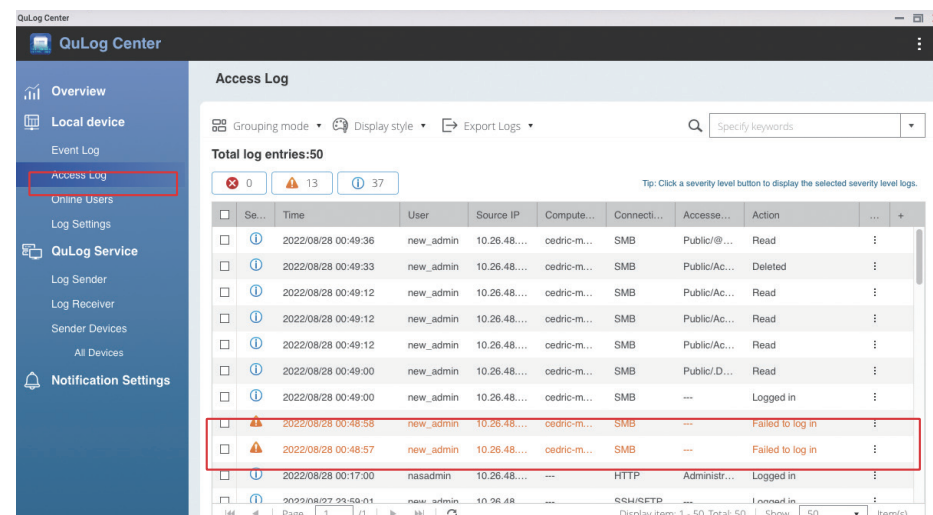 QuLog Center
QuLog Center
Overview
Local device
Event Log
Access Log
Online Users
Log Settings
QuLog Service
Log Sender
Log Receiver
Sender Devices
All Devices
Notification Settings
Access Log
Grouping mode Display style Export Logs Specify keywords
Total log entries:50
0 13 37 Tip: Click a severity level button to display the selected severity level logs.
Se... Time User Source IP Compute... Connecti... Accesse... Action ... +
2022/08/28 00:49:36 new_admin 10.26.48.... cedric-m... SMB Public/@... Read
2022/08/28 00:49:33 new_admin 10.26.48.... cedric-m... SMB Public/Ac... Deleted
2022/08/28 00:49:12 new_admin 10.26.48.... cedric-m... SMB Public/Ac... Read
2022/08/28 00:49:12 new_admin 10.26.48.... cedric-m... SMB Public/Ac... Read
2022/08/28 00:49:12 new_admin 10.26.48.... cedric-m... SMB Public/Ac... Read
2022/08/28 00:49:00 new_admin 10.26.48.... cedric-m... SMB Public/.D... Read
2022/08/28 00:49:00 new_admin 10.26.48.... cedric-m... SMB --- Logged in
2022/08/28 00:48:58 new_admin 10.26.48.... cedric-m... SMB --- Failed to log in
2022/08/28 00:48:57 new_admin 10.26.48.... cedric-m... SMB --- Failed to log in
2022/08/28 00:17:00 nasadmin 10.26.48.... --- HTTP Administr... Logged in
2022/08/27 23:59:01 new_admin 10.26.48.... --- SSH/SFTP --- Logged in
Page 1 /1 Display item: 1 - 50, Total: 50 Show 50 Item(s)